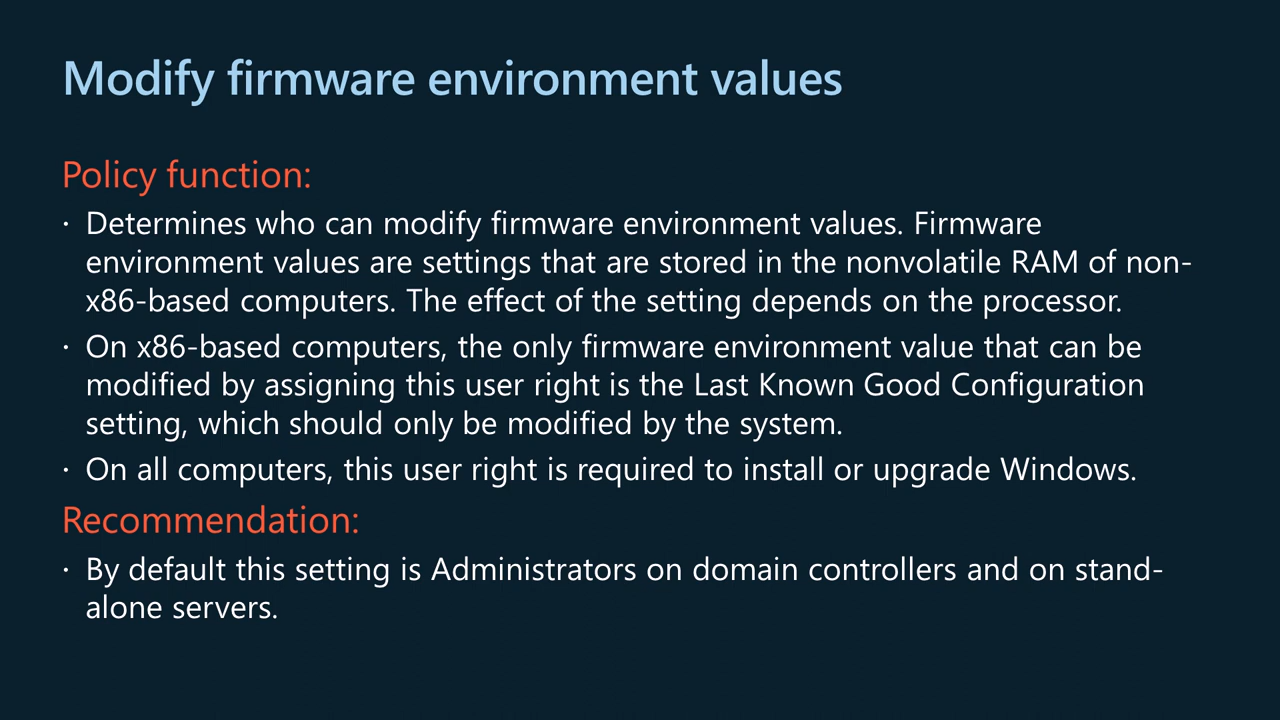 Modify firmware environment values
Policy function:
· Determines who can modify firmware environment values. Firmware
environment values are settings that are stored in the nonvolatile RAM of non-
x86-based computers. The effect of the setting depends on the processor.
· On x86-based computers, the only firmware environment value that can be
modified by assigning this user right is the Last Known Good Configuration
setting, which should only be modified by the system.
· On all computers, this user right is required to install or upgrade Windows.
Recommendation:
· By default this setting is Administrators on domain controllers and on stand-
alone servers.